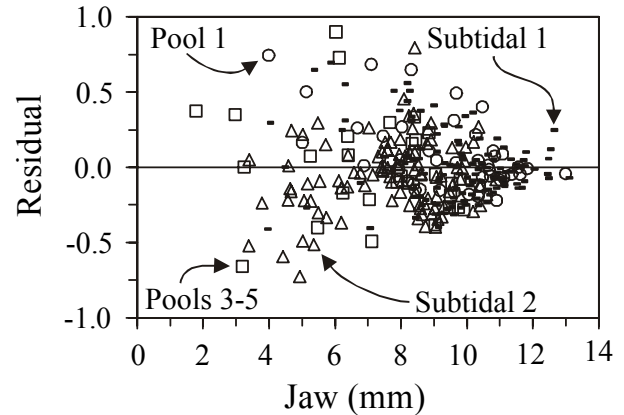 1.0
Pool 1
Subtidal 1
0.5
Residual
0.0
-0.5
Pools 3-5
Subtidal 2
-1.0
0 2 4 6 8 10 12 14
Jaw (mm)